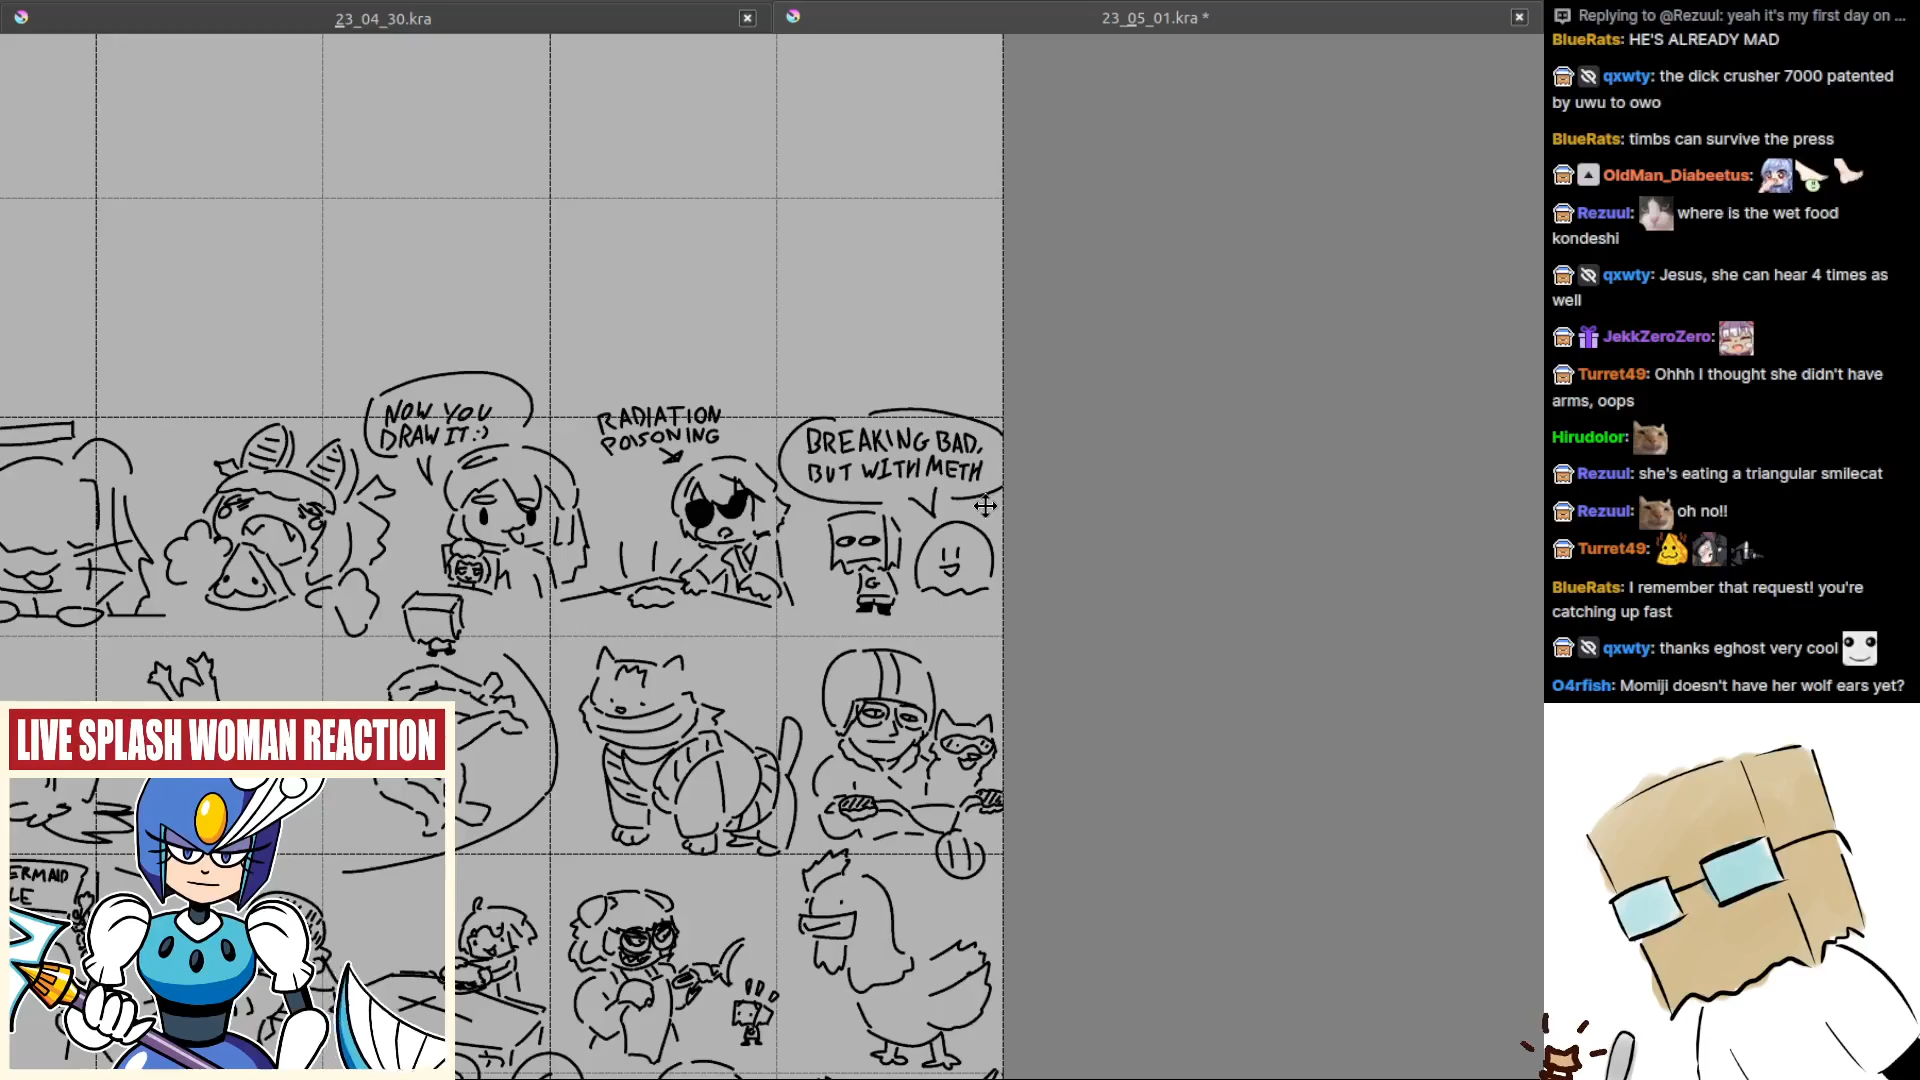 23_04_30.kra
23_05_01.kra *
NOW YOU
DRAW IT:)
RADIATION
POISONING
BREAKING BAD,
BUT WITH METH
G
ERMAID
LE
LIVE SPLASH WOMAN REACTION
Replying to @Rezuul: yeah it's my first day on ...
BlueRats: HE'S ALREADY MAD
qxwty: the dick crusher 7000 patented
by uwu to owo
BlueRats: timbs can survive the press
OldMan_Diabeetus:
Rezuul: where is the wet food
kondeshi
qxwty: Jesus, she can hear 4 times as
well
JekkZeroZero:
Turret49: Ohhh I thought she didn't have
arms, oops
Hirudolor:
Rezuul: she's eating a triangular smilecat
Rezuul: oh no!!
Turret49:
BlueRats: I remember that request! you're
catching up fast
qxwty: thanks eghost very cool
O4rfish: Momiji doesn't have her wolf ears yet?